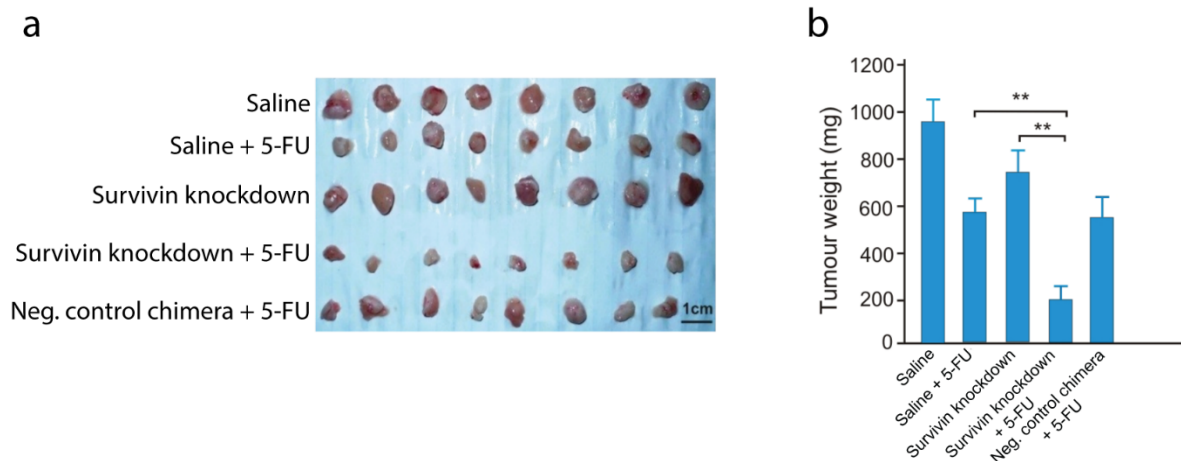 a
Saline
Saline + 5-FU
Survivin knockdown
Survivin knockdown + 5-FU
Neg. control chimera + 5-FU
1cm
b
Tumour weight (mg)
1200
1000
800
600
400
200
0
**
**
Saline
Saline + 5-FU
Survivin knockdown
Survivin knockdown
+ 5-FU
Neg. control chimera
+ 5-FU